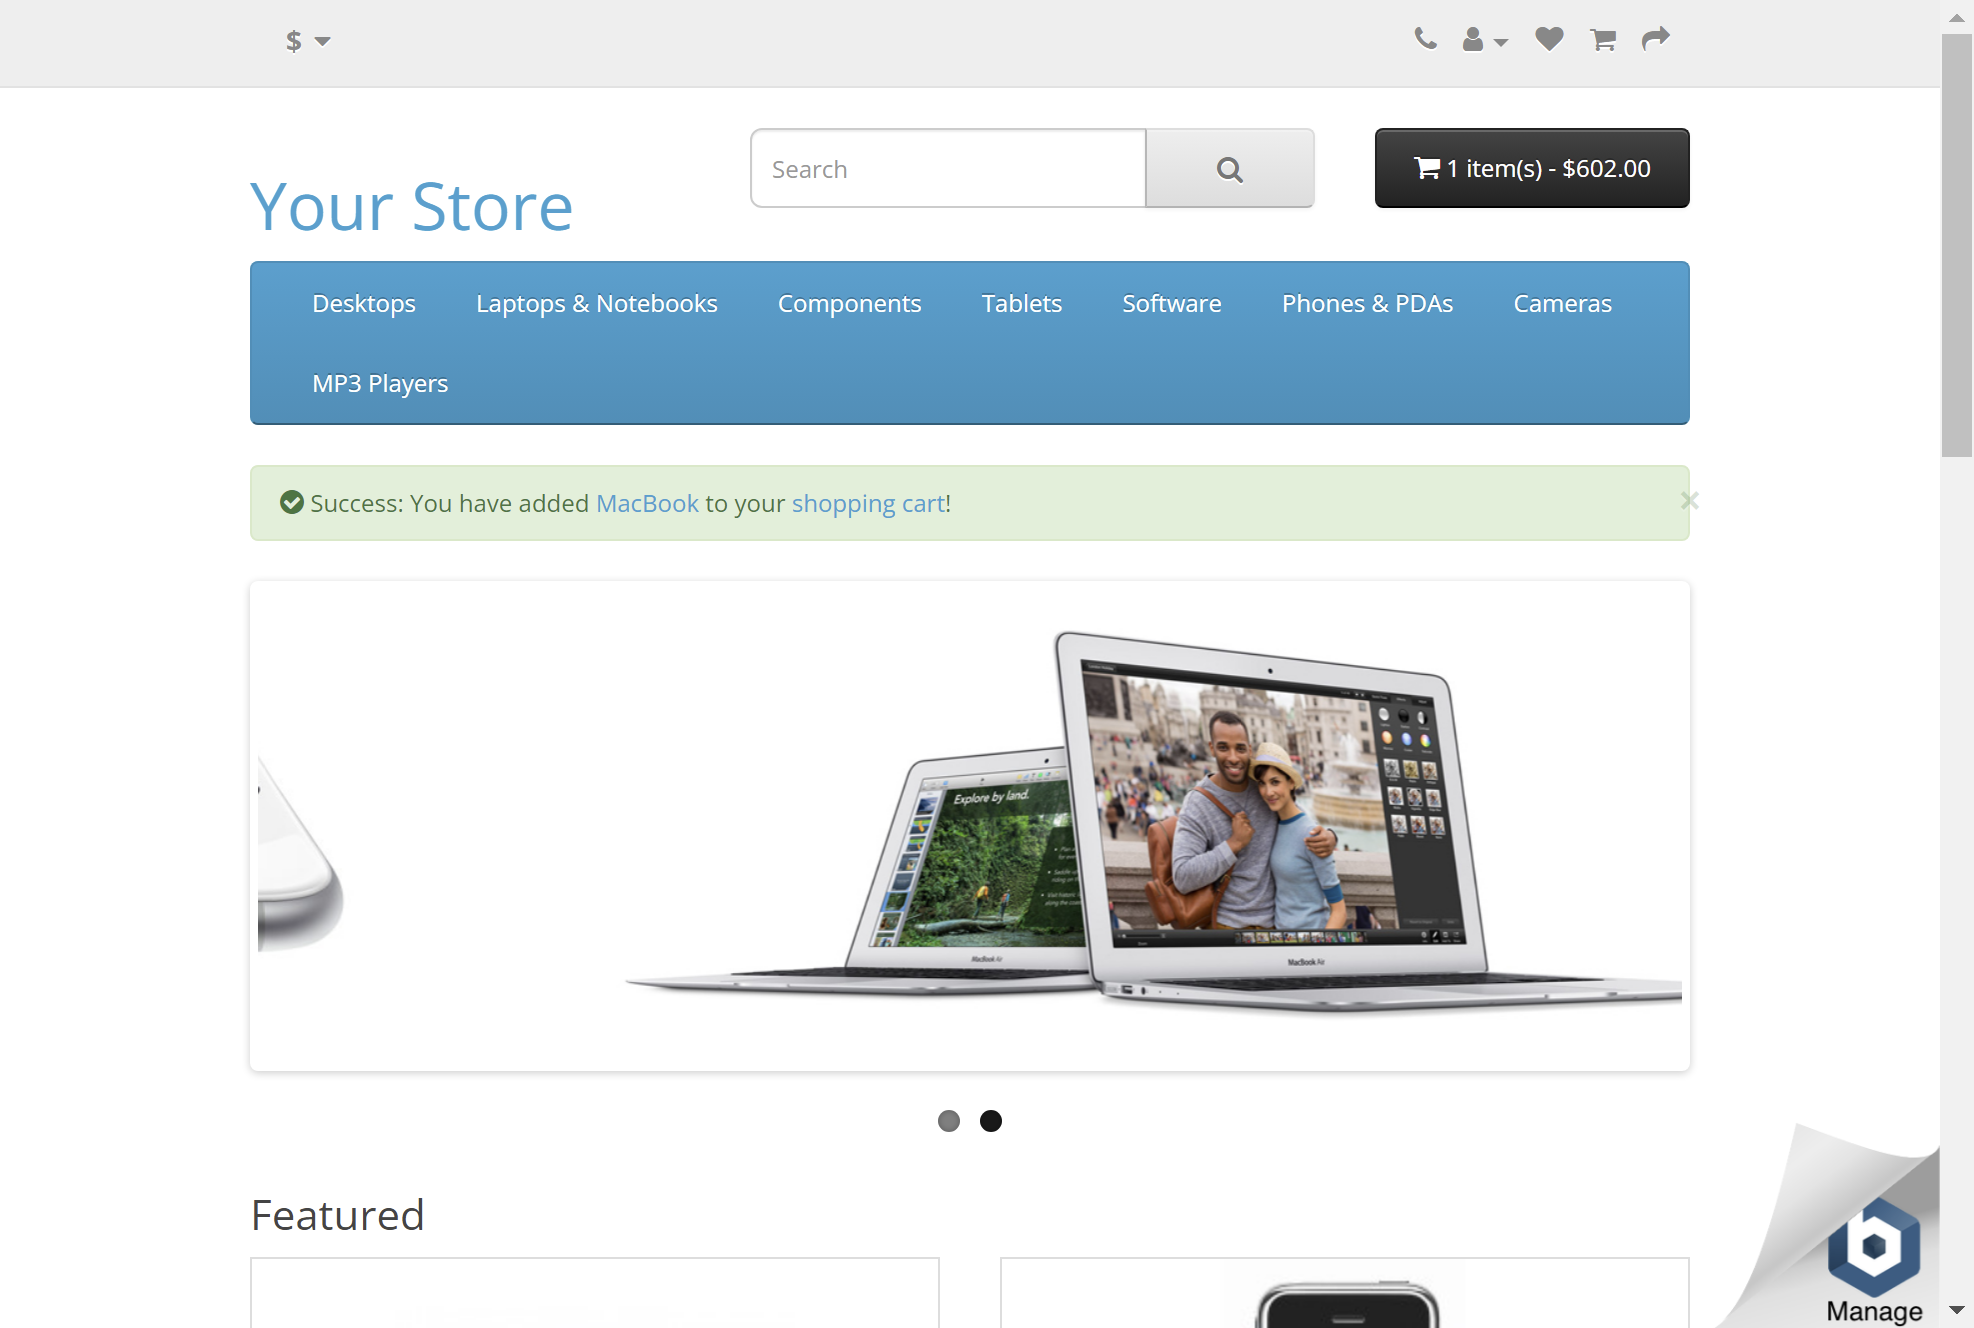 $
Search
1 item(s) - $602.00
Your Store
Desktops
Laptops & Notebooks
Components
Tablets
Software
Phones & PDAs
Cameras
MP3 Players
Success: You have added MacBook to your shopping cart!
×
Explore by land.
MacBook Air
MacBook Air
Featured
Manage